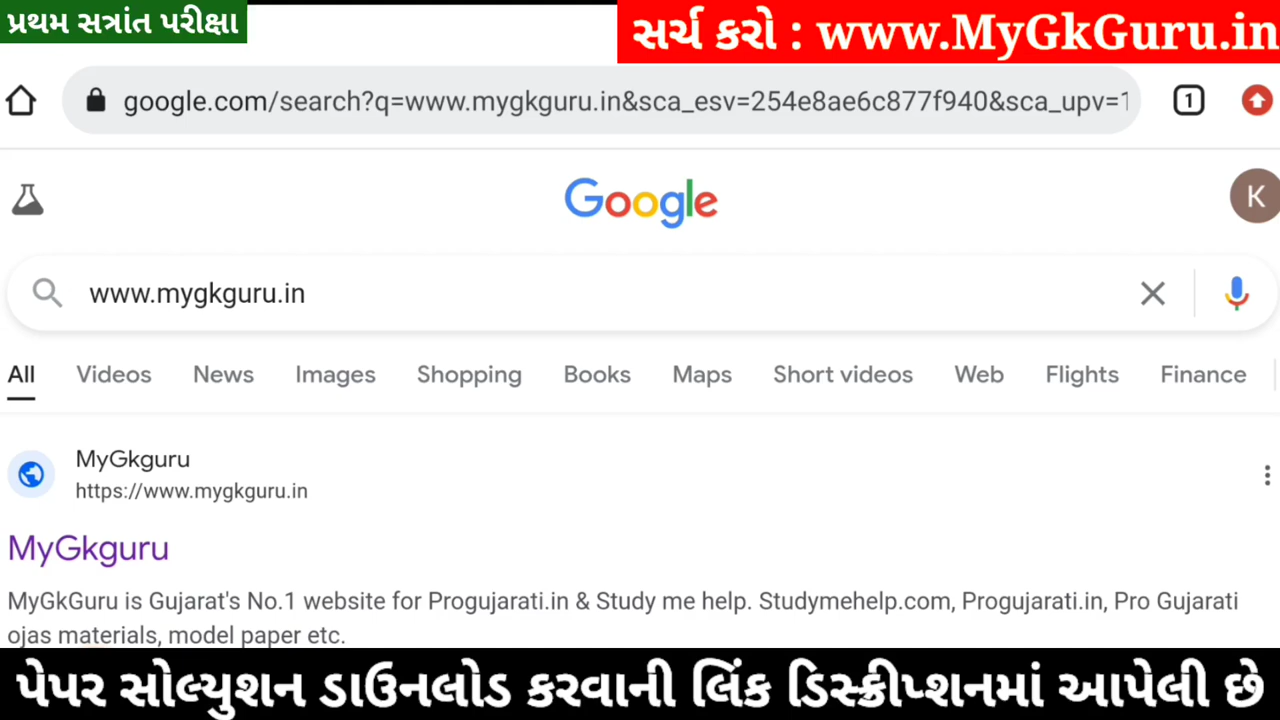 પ્રથમ સત્રાંત પરીક્ષા
સર્ચ કરો : www.MyGkGuru.in
google.com/search?q=www.mygkguru.in&sca_esv=254e8ae6c877f940&sca_upv=1
1
Google
K
www.mygkguru.in
All Videos News Images Shopping Books Maps Short videos Web Flights Finance
MyGkguru
https://www.mygkguru.in
MyGkguru
MyGkGuru is Gujarat's No.1 website for Progujarati.in & Study me help. Studymehelp.com, Progujarati.in, Pro Gujarati
ojas materials, model paper etc.
પેપર સોલ્યુશન ડાઉનલોડ કરવાની લિંક ડિસ્ક્રીપ્શનમાં આપેલી છે